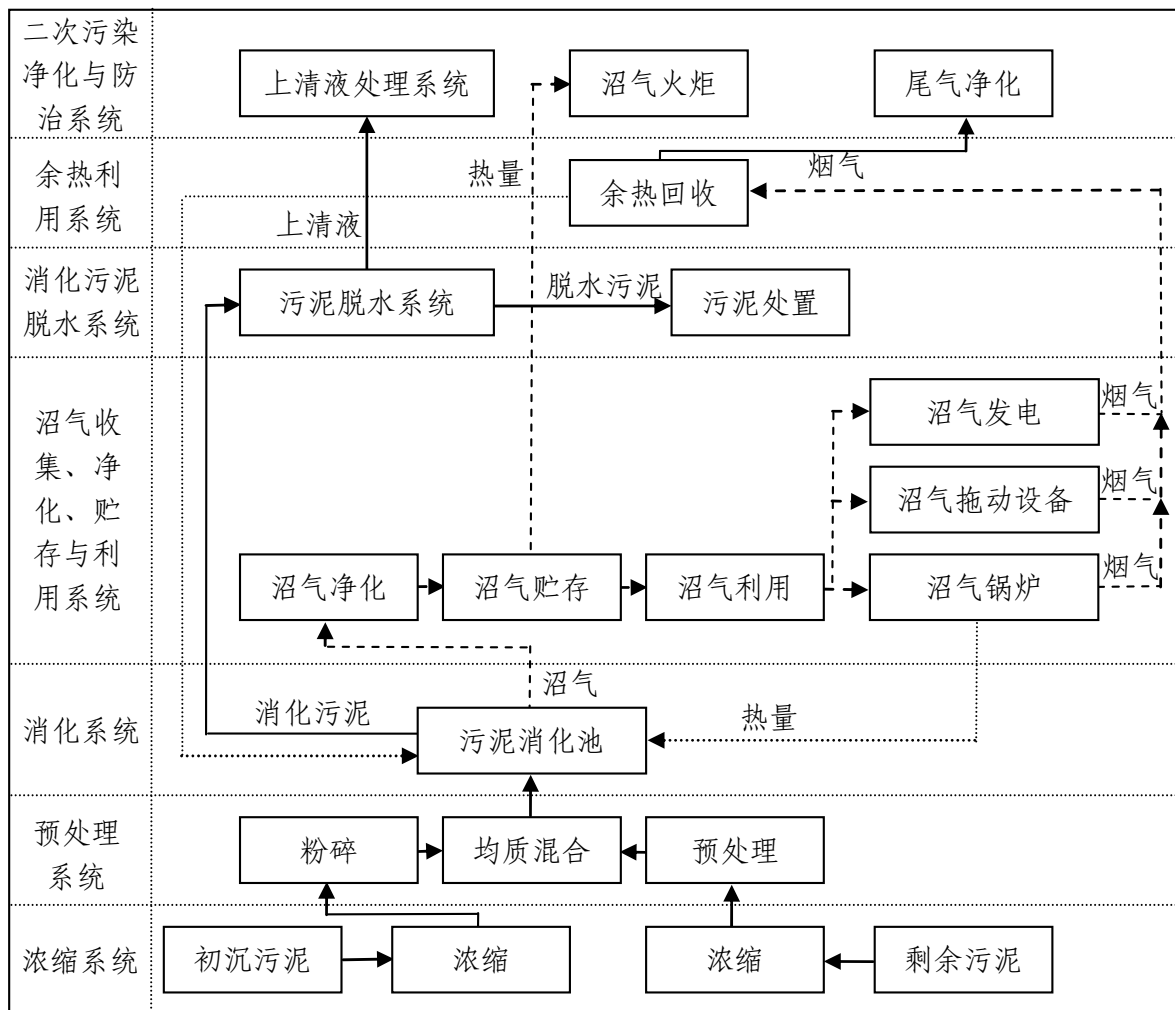 二次污染
净化与防
治系统
上清液处理系统
沼气火炬
尾气净化
余热利
用系统
热量
烟气
余热回收
上清液
消化污泥
脱水系统
污泥脱水系统
脱水污泥
污泥处置
沼气收
集、净
化、贮
存与利
用系统
沼气发电
烟气
沼气拖动设备
烟气
沼气净化
沼气贮存
沼气利用
沼气锅炉
烟气
消化系统
沼气
消化污泥
热量
污泥消化池
预处理
系统
粉碎
均质混合
预处理
浓缩系统
初沉污泥
浓缩
浓缩
剩余污泥